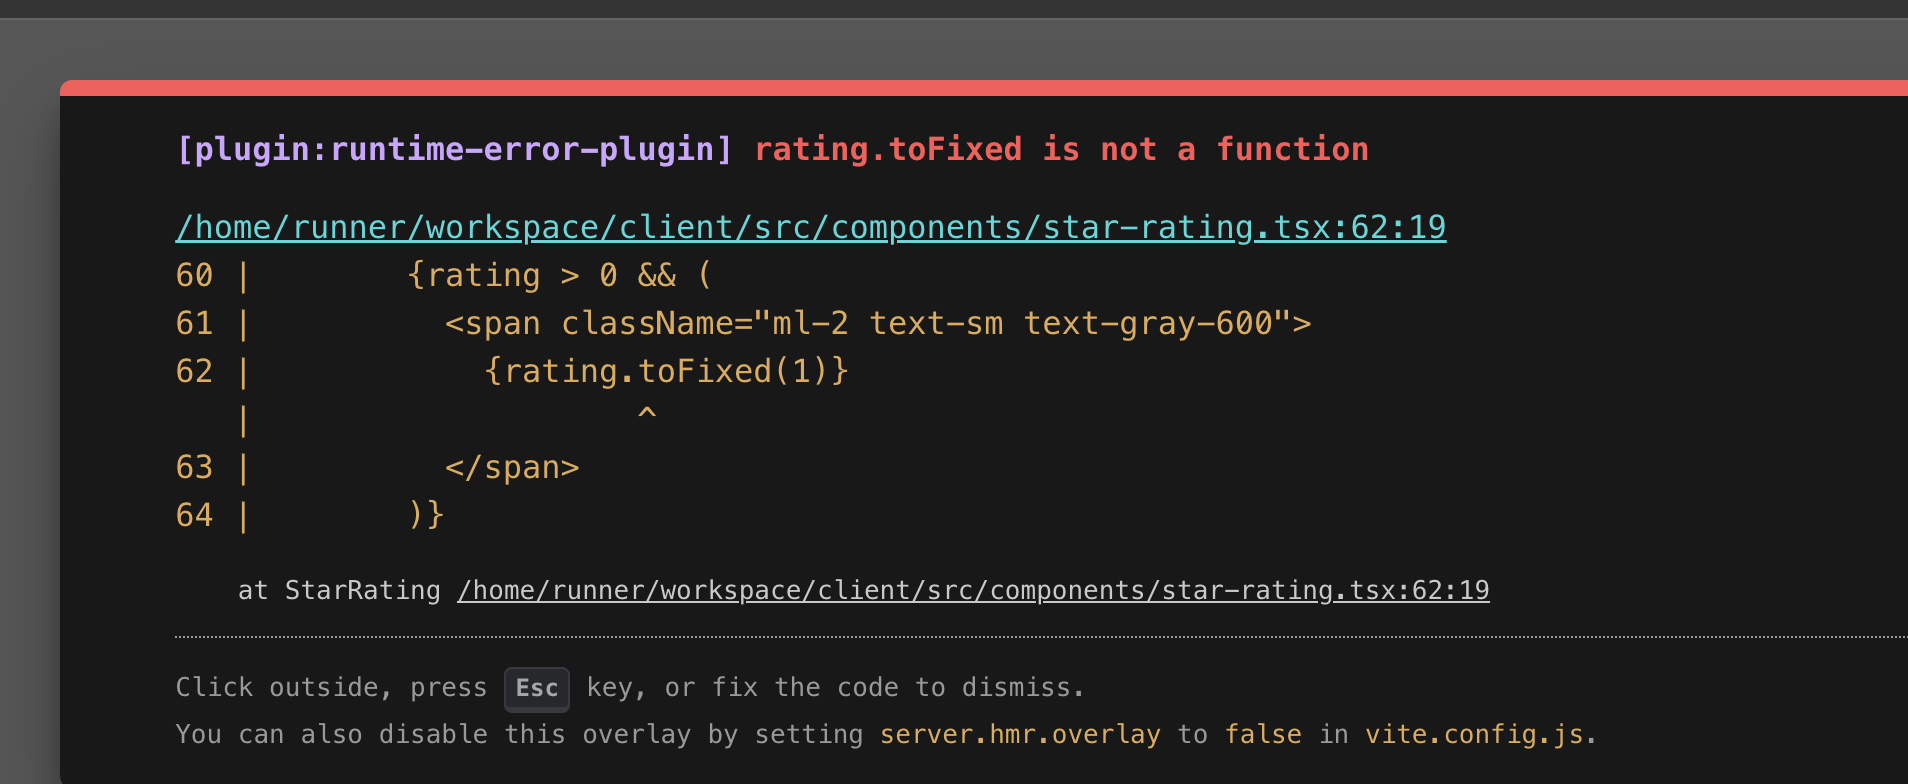 [plugin:runtime-error-plugin] rating.toFixed is not a function
/home/runner/workspace/client/src/components/star-rating.tsx:62:19
60 |        {rating > 0 && (
61 |          <span className="ml-2 text-sm text-gray-600">
62 |            {rating.toFixed(1)}
   |                    ^
63 |          </span>
64 |        )}
at StarRating /home/runner/workspace/client/src/components/star-rating.tsx:62:19
Click outside, press Esc key, or fix the code to dismiss.
You can also disable this overlay by setting server.hmr.overlay to false in vite.config.js.